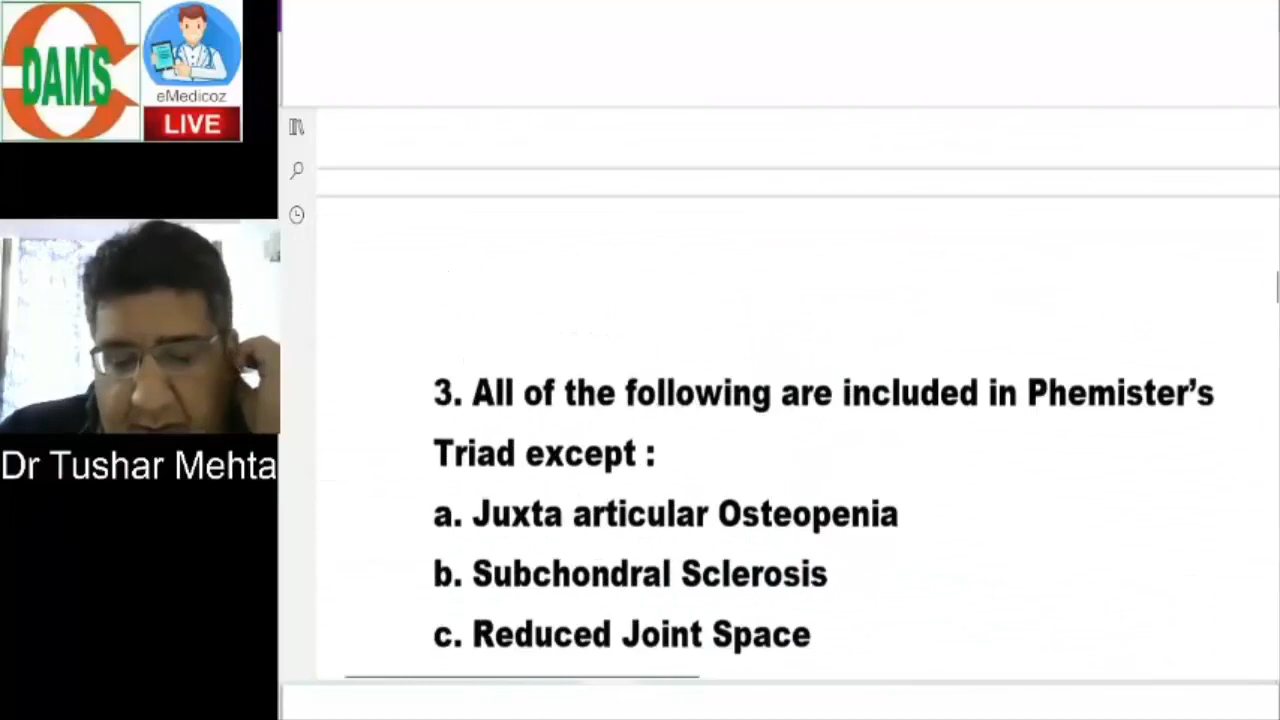 DAMS
eMedicoz
LIVE
Dr Tushar Mehta
3. All of the following are included in Phemister's
Triad except :
a. Juxta articular Osteopenia
b. Subchondral Sclerosis
c. Reduced Joint Space